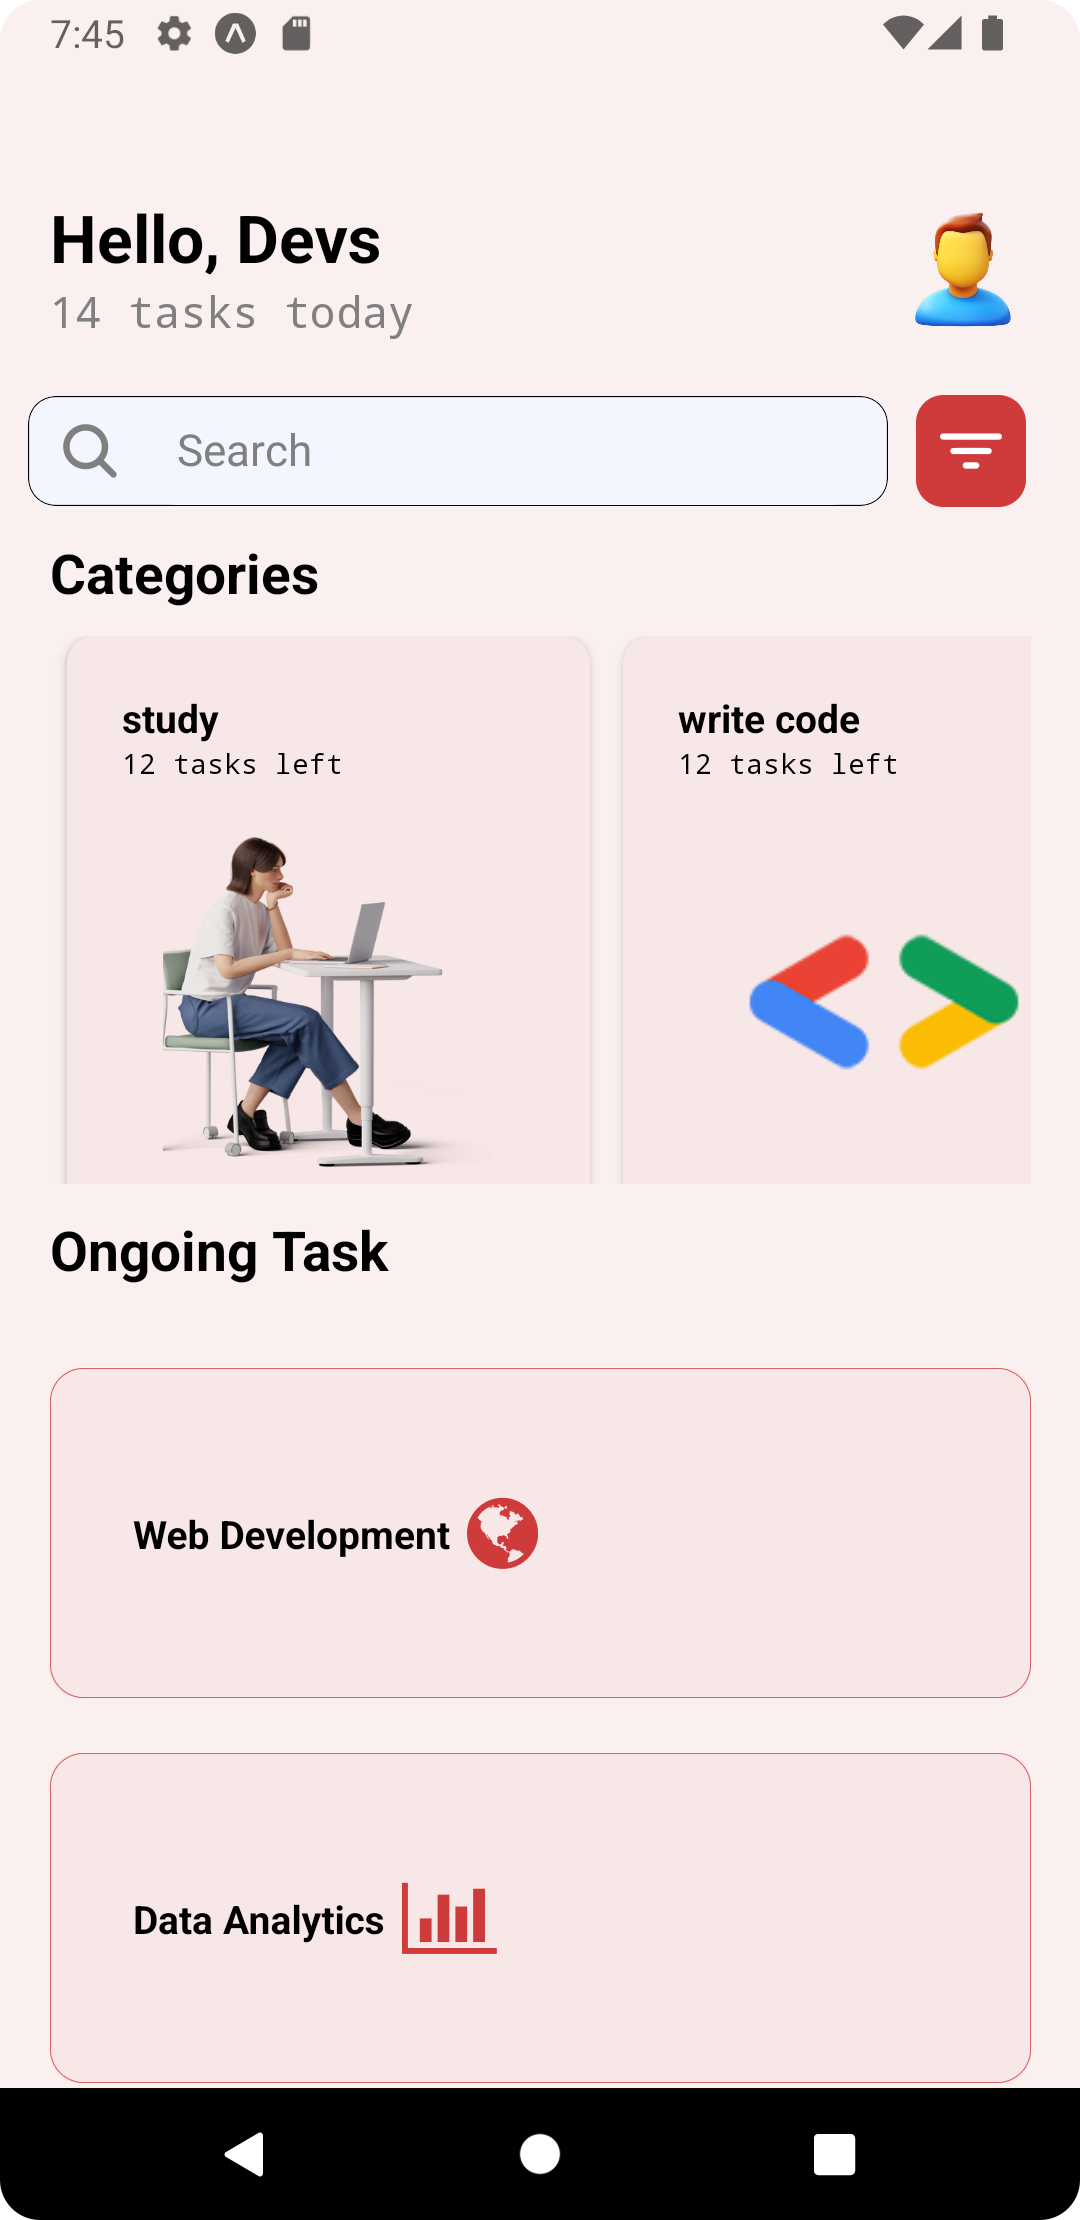 7:45
Hello, Devs
14 tasks today
Search
Categories
study
12 tasks left
write code
12 tasks left
Ongoing Task
Web Development
Data Analytics